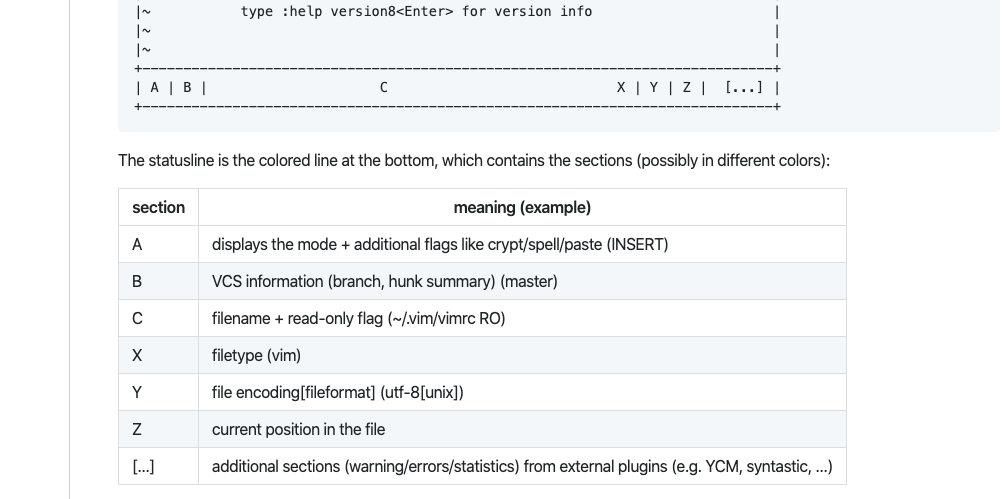 |~           type :help version8<Enter> for version info                       |
|~                                                                             |
|~                                                                             |
+------------------------------------------------------------------------------+
| A | B |                     C                            X | Y | Z |  [...] |
+------------------------------------------------------------------------------+
The statusline is the colored line at the bottom, which contains the sections (possibly in different colors):
section meaning (example)
A displays the mode + additional flags like crypt/spell/paste (INSERT)
B VCS information (branch, hunk summary) (master)
C filename + read-only flag (~/.vim/vimrc RO)
X filetype (vim)
Y file encoding[fileformat] (utf-8[unix])
Z current position in the file
[...] additional sections (warning/errors/statistics) from external plugins (e.g. YCM, syntastic, ...)